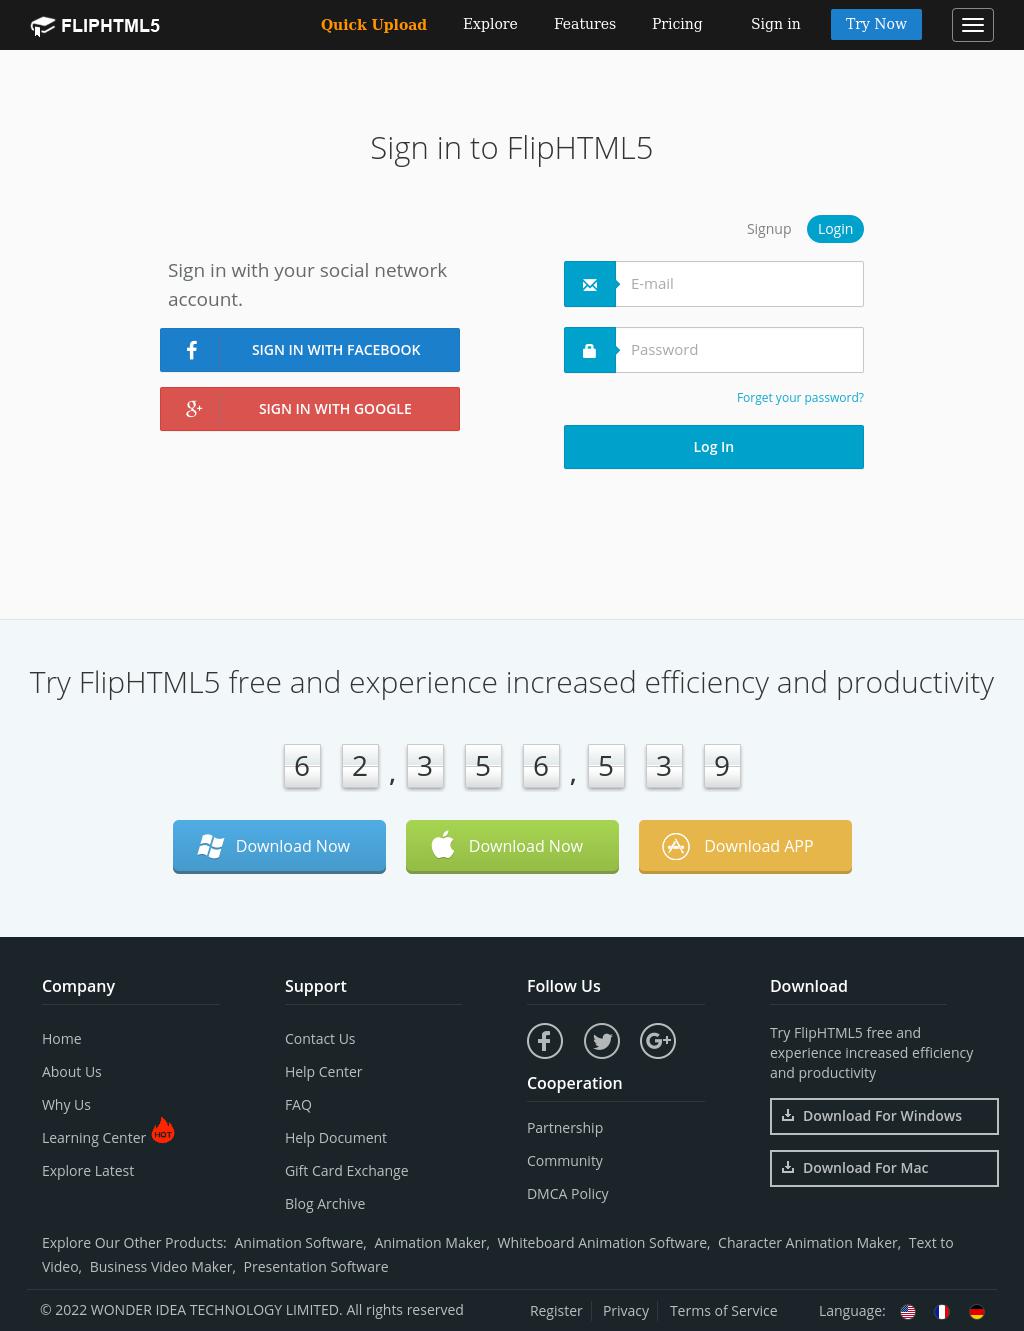 FLIPHTML5
Quick Upload
Explore
Features
Pricing
Sign in
Try Now
Sign in to FlipHTML5
Signup
Login
Sign in with your social network
account.
SIGN IN WITH FACEBOOK
SIGN IN WITH GOOGLE
E-mail
Password
Forget your password?
Log In
Try FlipHTML5 free and experience increased efficiency and productivity
62,356,539
Download Now
Download Now
Download APP
Company
Home
About Us
Why Us
Learning Center
HOT
Explore Latest
Support
Contact Us
Help Center
FAQ
Help Document
Gift Card Exchange
Blog Archive
Follow Us
Cooperation
Partnership
Community
DMCA Policy
Download
Try FlipHTML5 free and
experience increased efficiency
and productivity
Download For Windows
Download For Mac
Explore Our Other Products: Animation Software, Animation Maker, Whiteboard Animation Software, Character Animation Maker, Text to
Video, Business Video Maker, Presentation Software
© 2022 WONDER IDEA TECHNOLOGY LIMITED. All rights reserved
Register
Privacy
Terms of Service
Language: